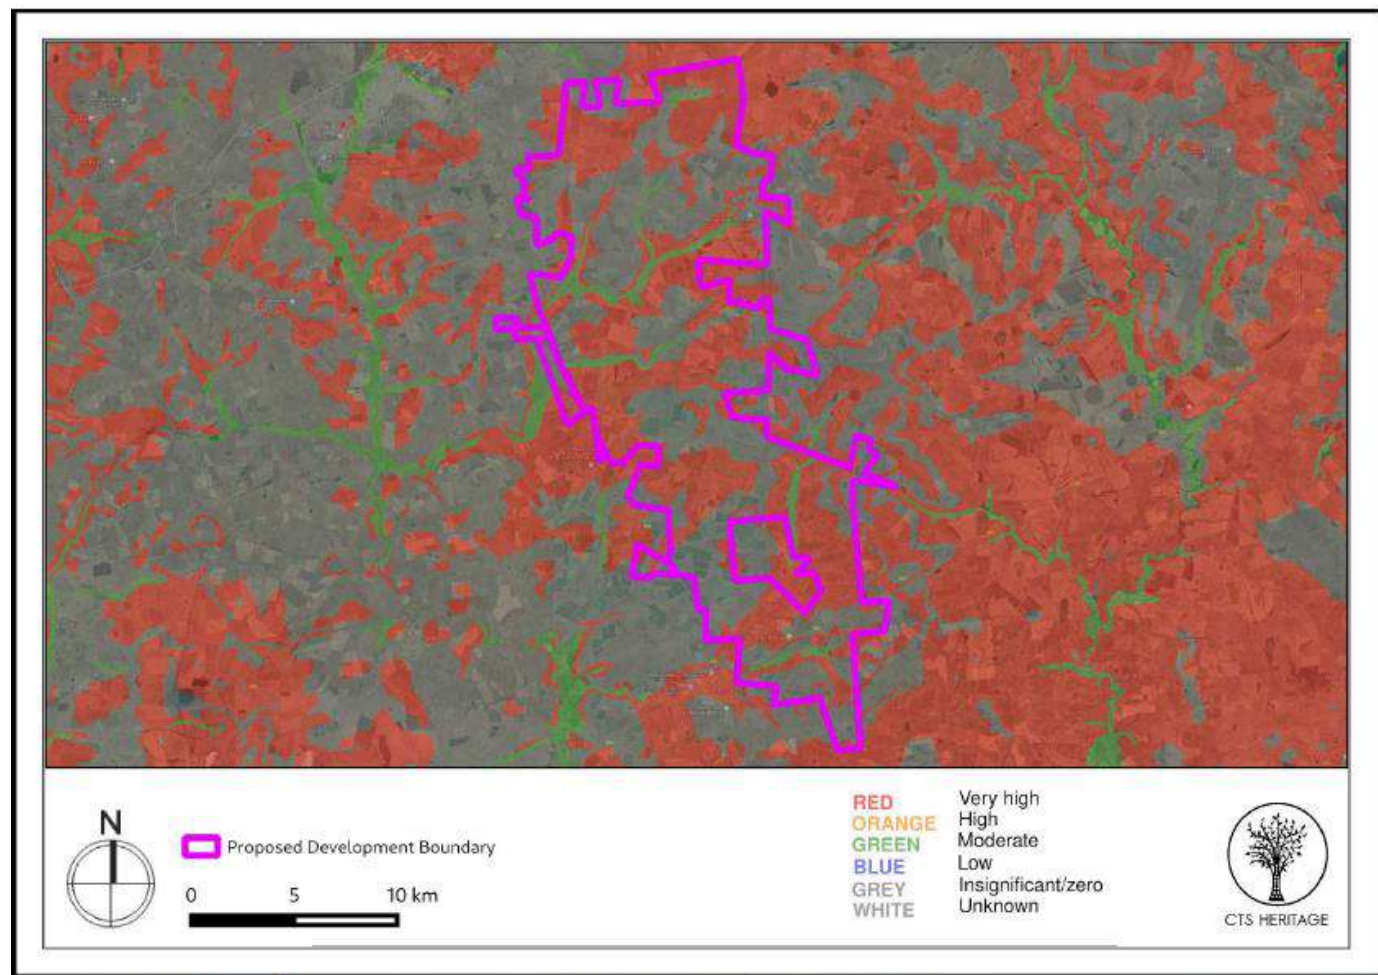 N
Proposed Development Boundary
0 5 10 km
RED Very high
ORANGE High
GREEN Moderate
BLUE Low
GREY Insignificant/zero
WHITE Unknown
CTS HERITAGE